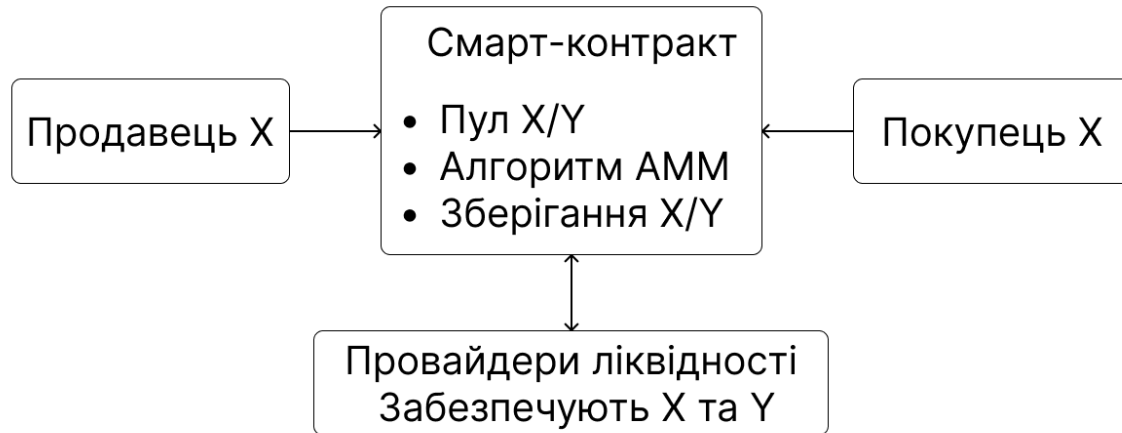 Смарт-контракт
Продавець X
• Пул X/Y
• Алгоритм AMM
• Зберігання X/Y
Покупець X
Провайдери ліквідності
Забезпечують X та Y